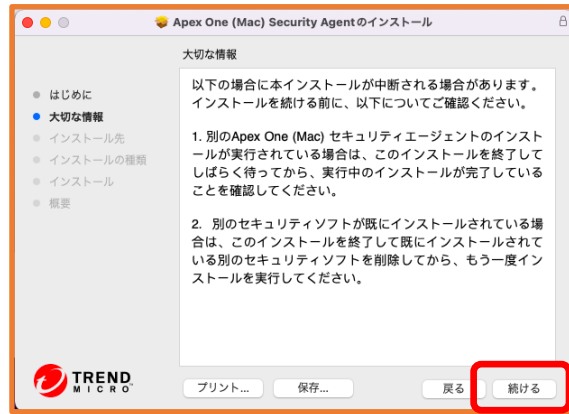 Apex One (Mac) Security Agentのインストール
大切な情報
はじめに
大切な情報
インストール先
インストールの種類
インストール
概要
以下の場合に本インストールが中断される場合があります。
インストールを続ける前に、以下についてご確認ください。
1. 別のApex One (Mac) セキュリティエージェントのインスト
ールが実行されている場合は、このインストールを終了して
しばらく待ってから、実行中のインストールが完了している
ことを確認してください。
2. 別のセキュリティソフトが既にインストールされている場
合は、このインストールを終了して既にインストールされて
いる別のセキュリティソフトを削除してから、もう一度イン
ストールを実行してください。
TREND
MICRO
プリント... 保存... 戻る 続ける